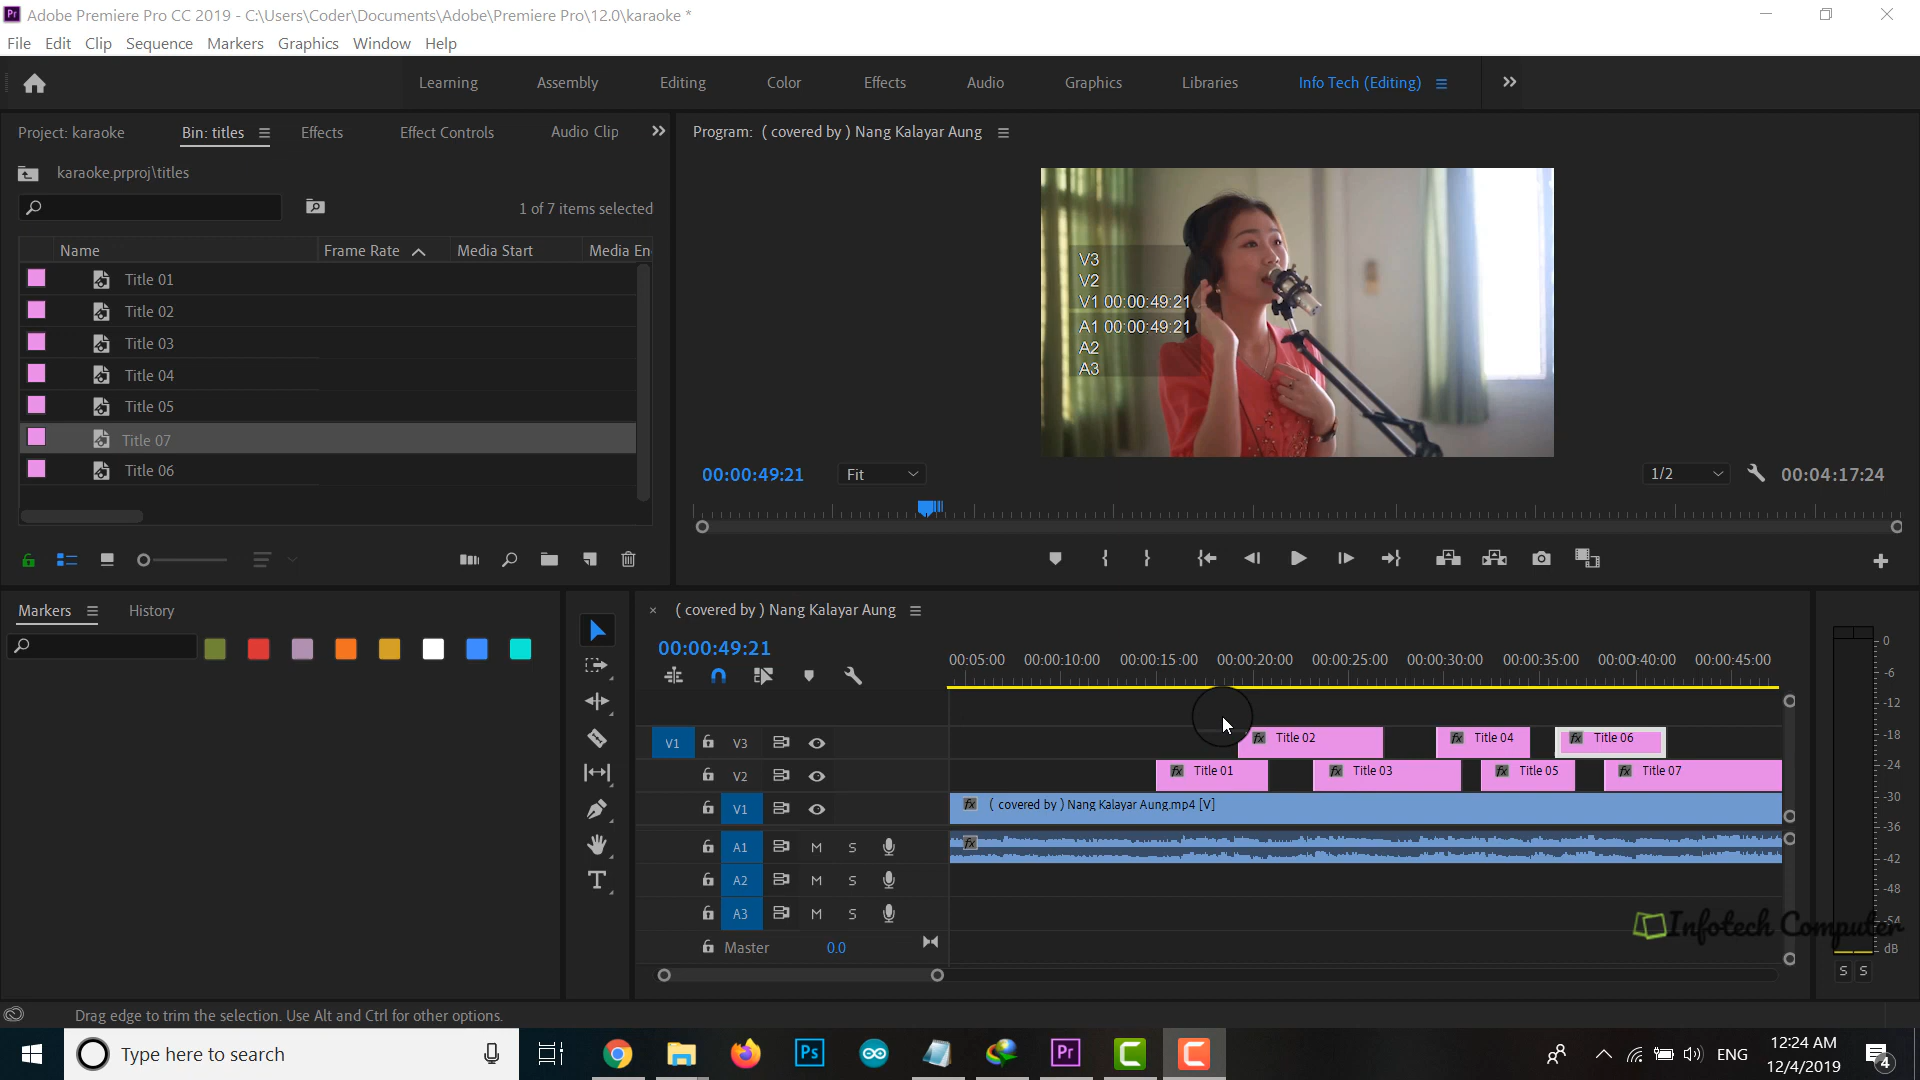 Adobe Premiere Pro CC 2019 - C:\Users\Coder\Documents\Adobe\Premiere Pro\12.0\karaoke *
File Edit Clip Sequence Markers Graphics Window Help
Learning Assembly Editing Color Effects Audio Graphics Libraries Info Tech (Editing)
Project: karaoke Bin: titles Effects Effect Controls Audio Clip
Program: ( covered by ) Nang Kalayar Aung
karaoke.prproj\titles
1 of 7 items selected
Name Frame Rate Media Start Media En
Title 01
Title 02
Title 03
Title 04
Title 05
Title 07
Title 06
V3
V2
V1 00:00:49:21
A1 00:00:49:21
A2
A3
00:00:49:21 Fit 1/2 00:04:17:24
Markers History
( covered by ) Nang Kalayar Aung
00:00:49:21
00:05:00 00:00:10:00 00:00:15:00 00:00:20:00 00:00:25:00 00:00:30:00 00:00:35:00 00:00:40:00 00:00:45:00
V1 V3 Title 02 Title 04 Title 06
V2 Title 01 Title 03 Title 05 Title 07
V1 fx ( covered by ) Nang Kalayar Aung.mp4 [V]
A1 M S fx
A2 M S
A3 M S
Master 0.0
0
-6
-12
-18
-24
-30
-36
-42
-48
-54
dB
S S
Infotech Computer
Drag edge to trim the selection. Use Alt and Ctrl for other options.
Type here to search
Ps Pr C C
ENG
12:24 AM
12/4/2019
4